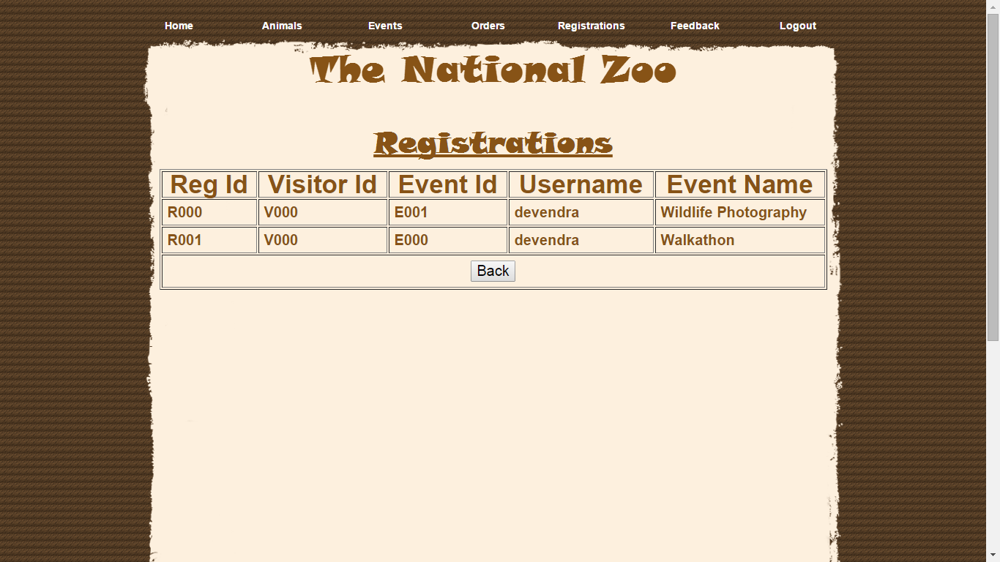 Home Animals Events Orders Registrations Feedback Logout
The National Zoo
Registrations
Reg Id Visitor Id Event Id Username Event Name
R000 V000 E001 devendra Wildlife Photography
R001 V000 E000 devendra Walkathon
Back